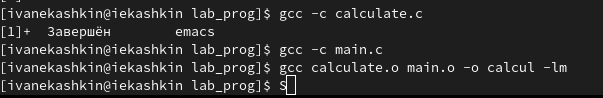 [ivanekashkin@iekashkin lab_prog]$ gcc -c calculate.c
[1]+  Завершён        emacs
[ivanekashkin@iekashkin lab_prog]$ gcc -c main.c
[ivanekashkin@iekashkin lab_prog]$ gcc calculate.o main.o -o calcul -lm
[ivanekashkin@iekashkin lab_prog]$ S